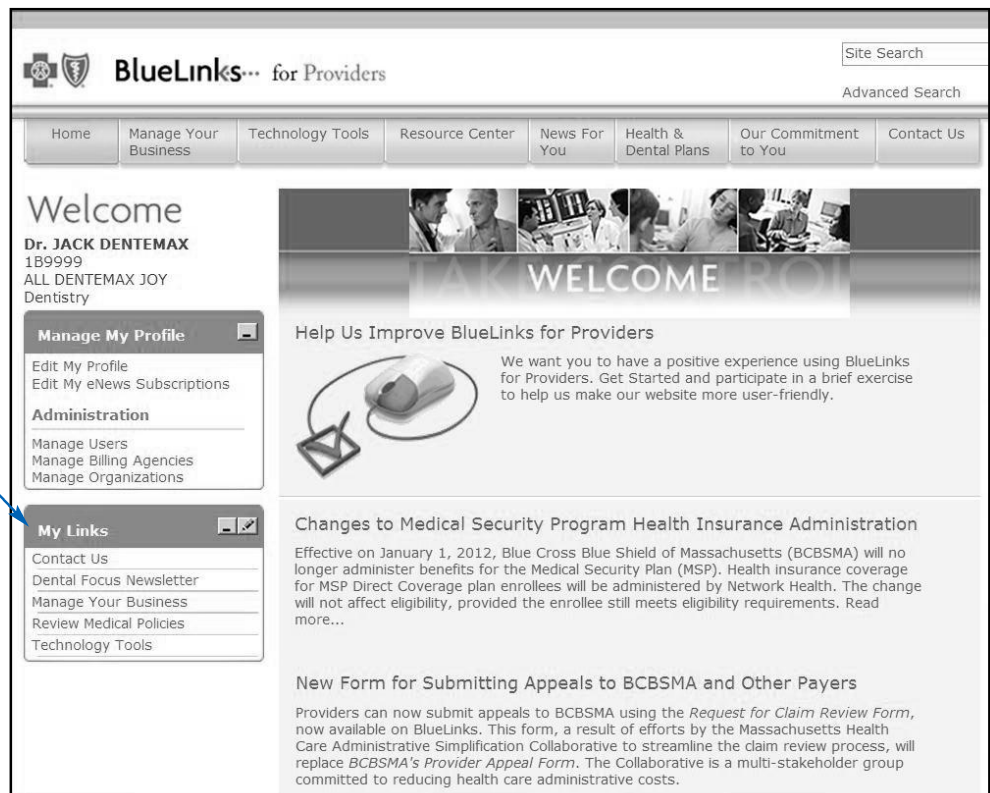 BlueLinks... for Providers
Site Search
Advanced Search
Home
Manage Your
Business
Technology Tools
Resource Center
News For
You
Health &
Dental Plans
Our Commitment
to You
Contact Us
Welcome
Dr. JACK DENTEMAX
1B9999
ALL DENTEMAX JOY
Dentistry
Manage My Profile
Edit My Profile
Edit My eNews Subscriptions
Administration
Manage Users
Manage Billing Agencies
Manage Organizations
My Links
Contact Us
Dental Focus Newsletter
Manage Your Business
Review Medical Policies
Technology Tools
TAKE CONTROL
WELCOME
Help Us Improve BlueLinks for Providers
We want you to have a positive experience using BlueLinks
for Providers. Get Started and participate in a brief exercise
to help us make our website more user-friendly.
Changes to Medical Security Program Health Insurance Administration
Effective on January 1, 2012, Blue Cross Blue Shield of Massachusetts (BCBSMA) will no
longer administer benefits for the Medical Security Plan (MSP). Health insurance coverage
for MSP Direct Coverage plan enrollees will be administered by Network Health. The change
will not affect eligibility, provided the enrollee still meets eligibility requirements. Read
more...
New Form for Submitting Appeals to BCBSMA and Other Payers
Providers can now submit appeals to BCBSMA using the Request for Claim Review Form,
now available on BlueLinks. This form, a result of efforts by the Massachusetts Health
Care Administrative Simplification Collaborative to streamline the claim review process, will
replace BCBSMA's Provider Appeal Form. The Collaborative is a multi-stakeholder group
committed to reducing health care administrative costs.